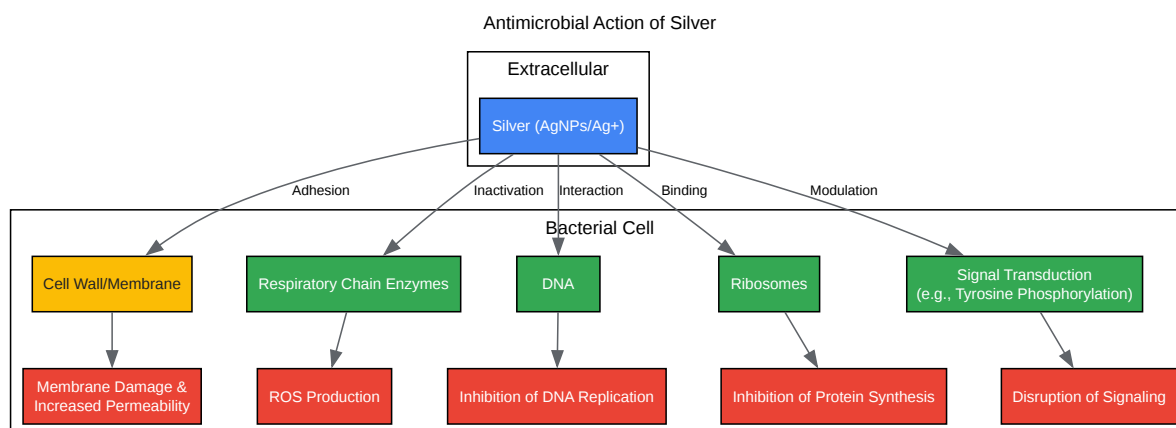 Antimicrobial Action of Silver
Extracellular
Silver (AgNPs/Ag+)
Adhesion
Inactivation
Interaction
Binding
Modulation
Bacterial Cell
Cell Wall/Membrane
Respiratory Chain Enzymes
DNA
Ribosomes
Signal Transduction
(e.g., Tyrosine Phosphorylation)
Membrane Damage &
Increased Permeability
ROS Production
Inhibition of DNA Replication
Inhibition of Protein Synthesis
Disruption of Signaling